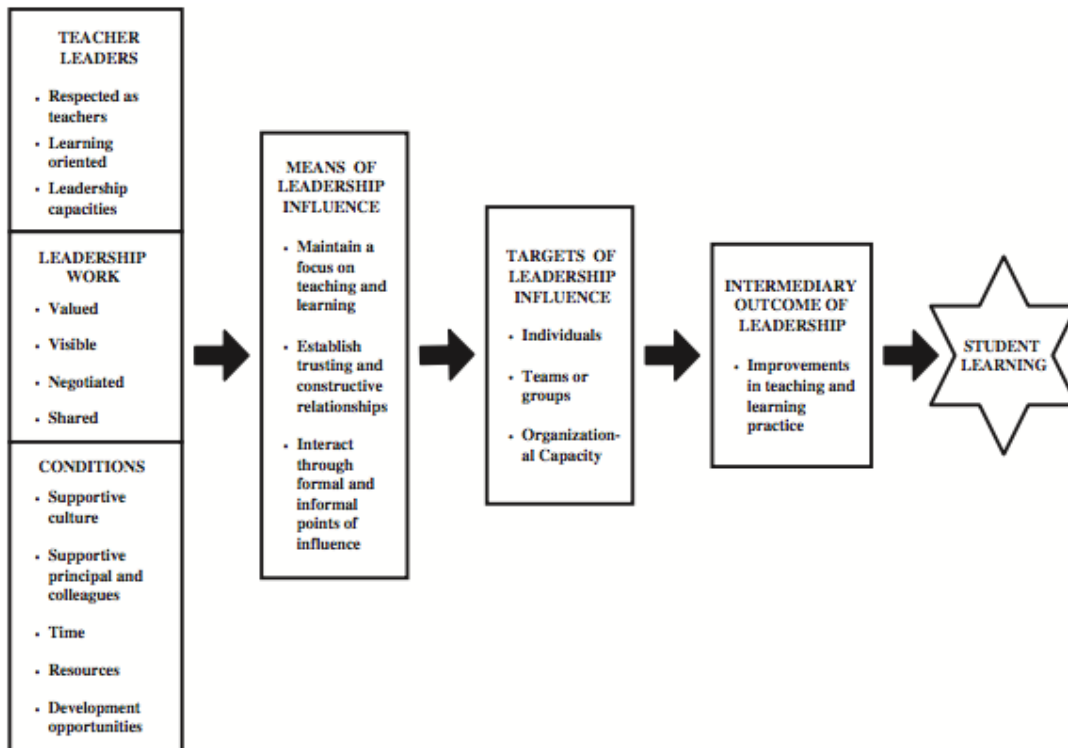 TEACHER
LEADERS
• Respected as
teachers
• Learning
oriented
• Leadership
capacities
LEADERSHIP
WORK
• Valued
• Visible
• Negotiated
• Shared
CONDITIONS
• Supportive
culture
• Supportive
principal and
colleagues
• Time
• Resources
• Development
opportunities
MEANS OF
LEADERSHIP
INFLUENCE
• Maintain a
focus on
teaching and
learning
• Establish
trusting and
constructive
relationships
• Interact
through
formal and
informal
points of
influence
TARGETS OF
LEADERSHIP
INFLUENCE
• Individuals
• Teams or
groups
• Organization-
al Capacity
INTERMEDIARY
OUTCOME OF
LEADERSHIP
• Improvements
in teaching and
learning
practice
STUDENT
LEARNING